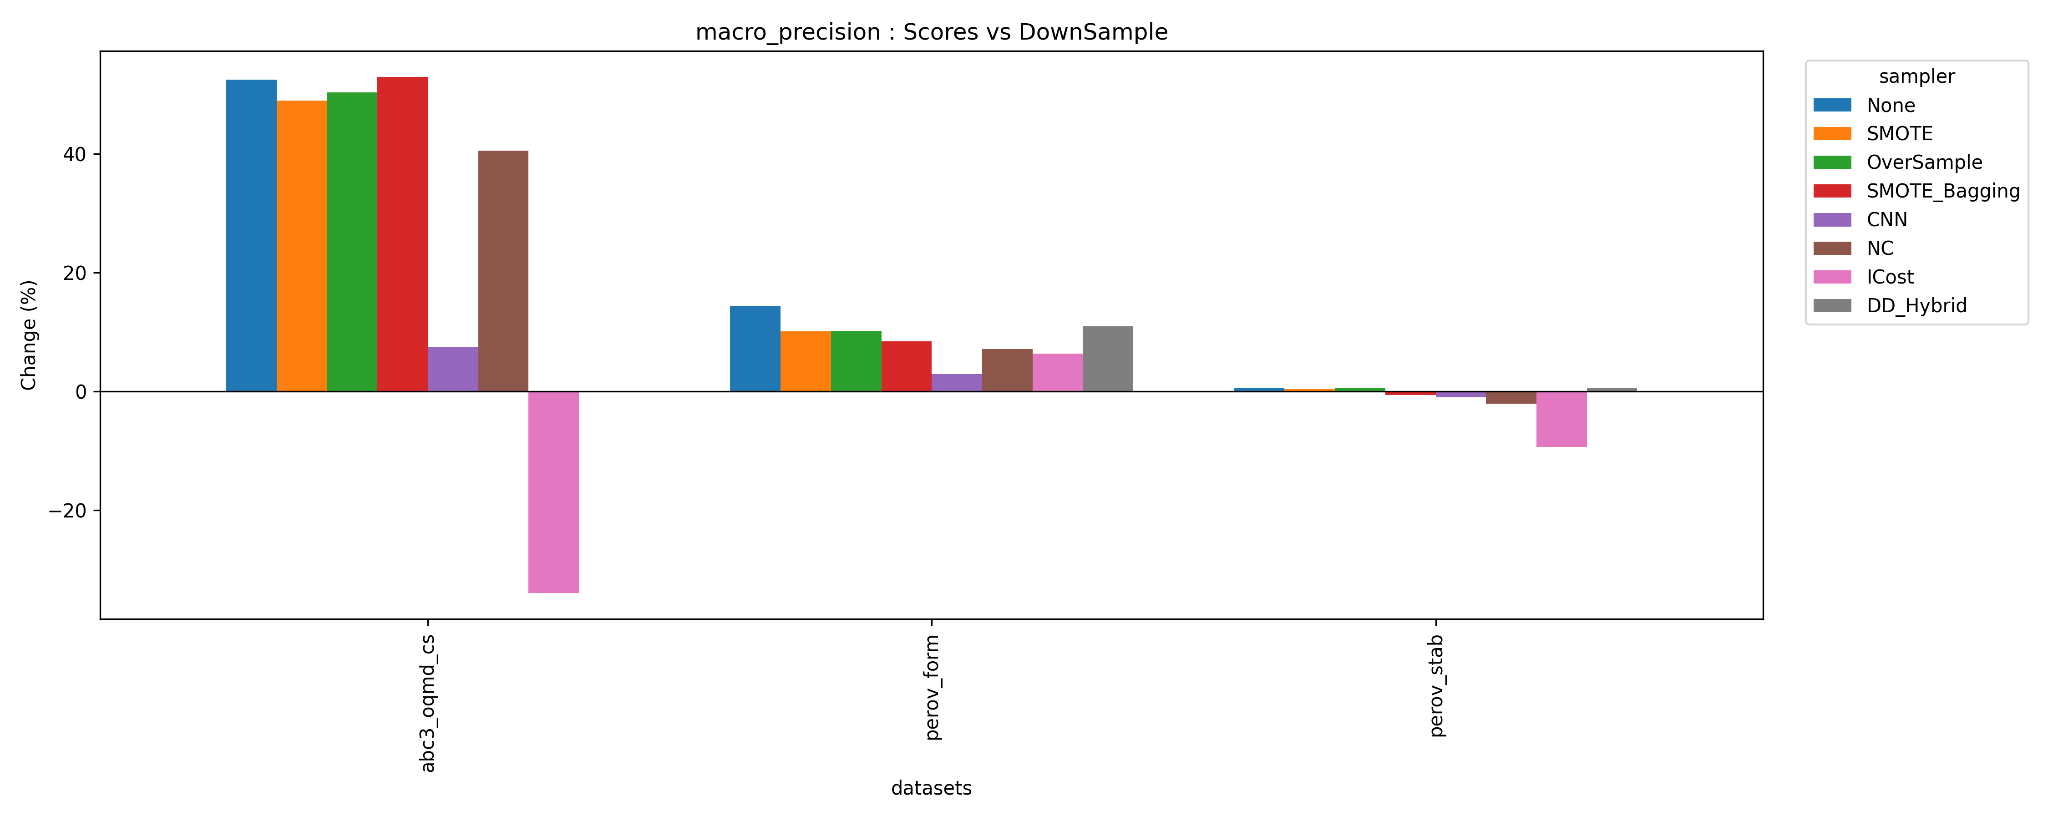 macro_precision : Scores vs DownSample
Change (%)
40
20
0
−20
abc3_oqmd_cs
perov_form
perov_stab
datasets
sampler
None
SMOTE
OverSample
SMOTE_Bagging
CNN
NC
ICost
DD_Hybrid